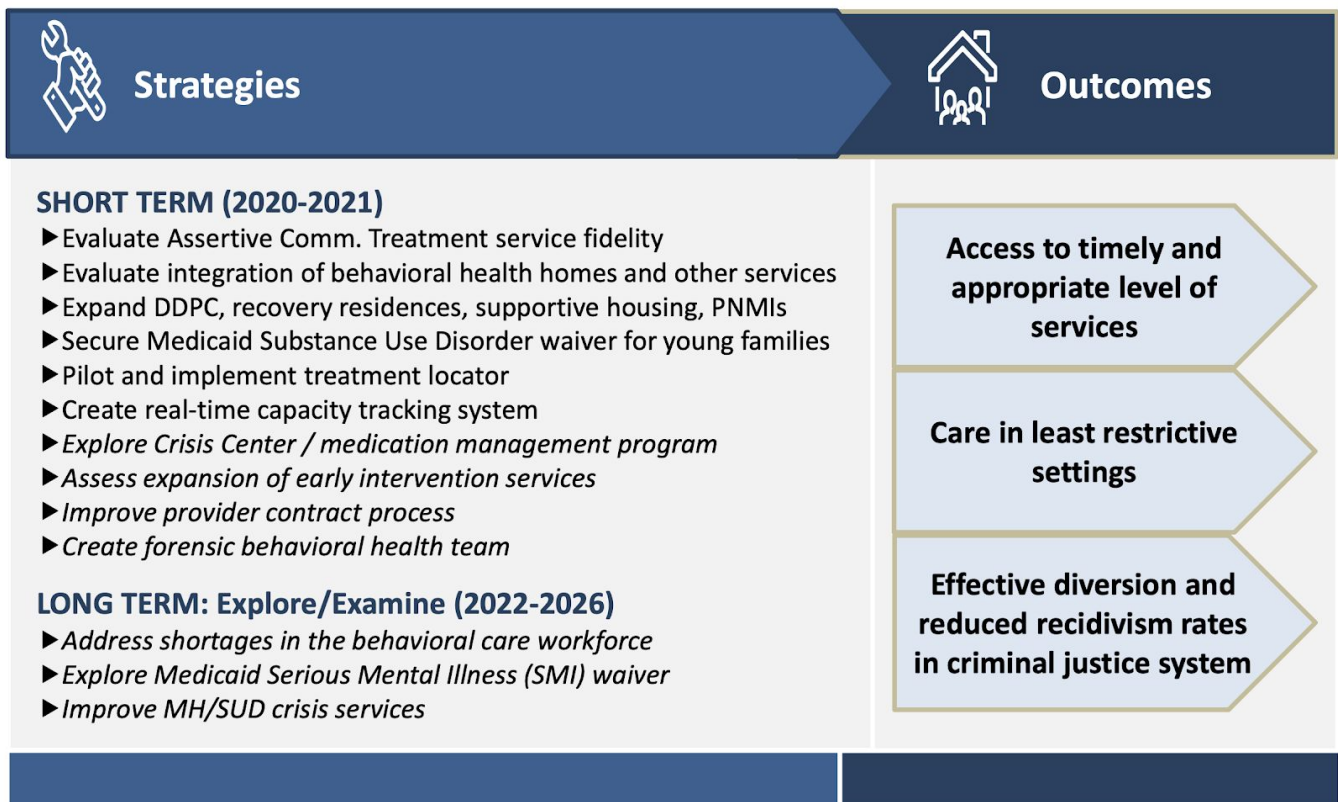 Strategies
Outcomes
SHORT TERM (2020-2021)
▶Evaluate Assertive Comm. Treatment service fidelity
▶Evaluate integration of behavioral health homes and other services
▶Expand DDPC, recovery residences, supportive housing, PNMIs
▶Secure Medicaid Substance Use Disorder waiver for young families
▶Pilot and implement treatment locator
▶Create real-time capacity tracking system
▶Explore Crisis Center / medication management program
▶Assess expansion of early intervention services
▶Improve provider contract process
▶Create forensic behavioral health team
LONG TERM: Explore/Examine (2022-2026)
▶Address shortages in the behavioral care workforce
▶Explore Medicaid Serious Mental Illness (SMI) waiver
▶Improve MH/SUD crisis services
Access to timely and
appropriate level of
services
Care in least restrictive
settings
Effective diversion and
reduced recidivism rates
in criminal justice system